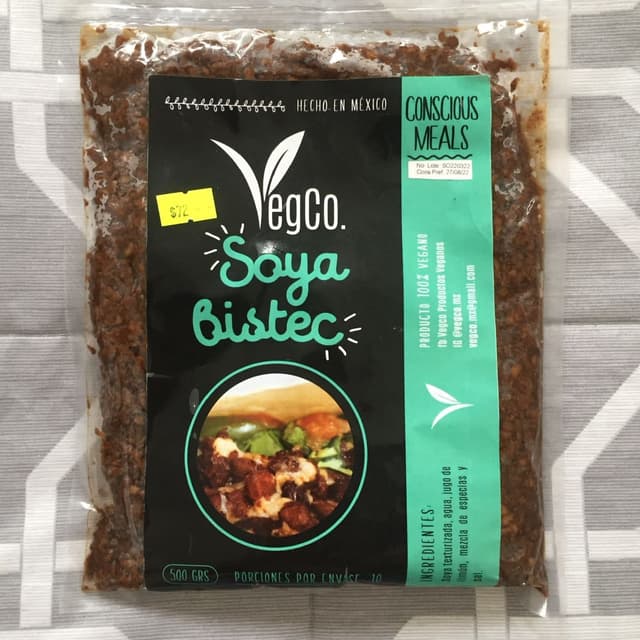 HECHO EN MÉXICO
CONSCIOUS
MEALS
No. Lote: SO220322
Cons Pref: 27/08/22
$72
VegCo.
Soya
Bistec
PRODUCTO 100% VEGANO
fb Vegco Productos Veganos
IG @vegco.mx
vegco.mx@gmail.com
INGREDIENTES:
Soya texturizada, agua, jugo de
limón, mezcla de especias y
sal.
500 GRS
PORCIONES POR ENVASE 10